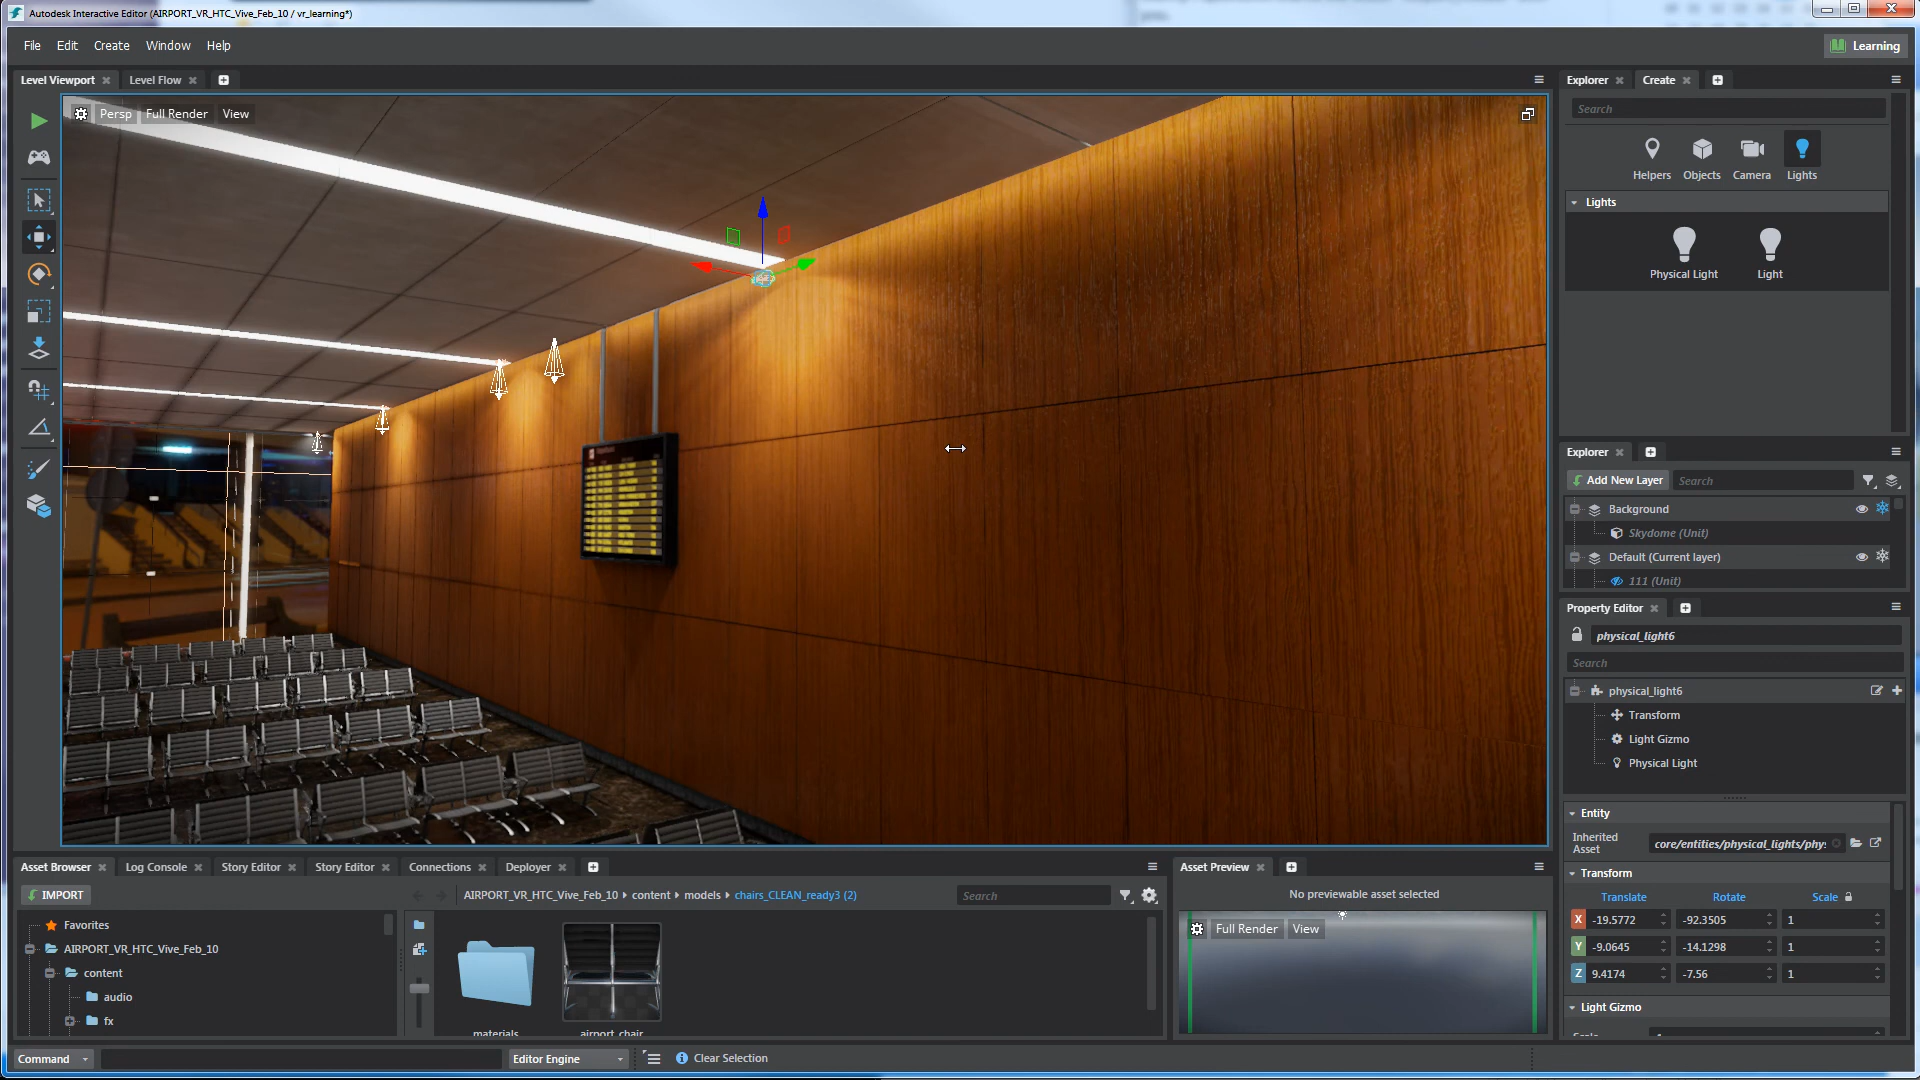 Autodesk Interactive Editor (AIRPORT_VR_HTC_Vive_Feb_10 / vr_learning*)
File Edit Create Window Help
Learning
Level Viewport
Level Flow
Persp
Full Render
View
Explorer
Create
Search
Helpers
Objects
Camera
Lights
Lights
Physical Light
Light
Explorer
Add New Layer
Search
Background
Skydome (Unit)
Default (Current layer)
111 (Unit)
Property Editor
physical_light6
Search
physical_light6
Transform
Light Gizmo
Physical Light
Entity
Inherited Asset
core/entities/physical_lights/phys
Transform
Translate Rotate Scale
X -19.5772 -92.3505 1
Y -9.0645 -14.1298 1
Z 9.4174 -7.56 1
Light Gizmo
Asset Browser
Log Console
Story Editor
Story Editor
Connections
Deployer
IMPORT
AIRPORT_VR_HTC_Vive_Feb_10 content models chairs_CLEAN_ready3 (2)
Search
Favorites
AIRPORT_VR_HTC_Vive_Feb_10
content
audio
fx
materials
airport_chair
Asset Preview
No previewable asset selected
Full Render
View
Command
Editor Engine
Clear Selection